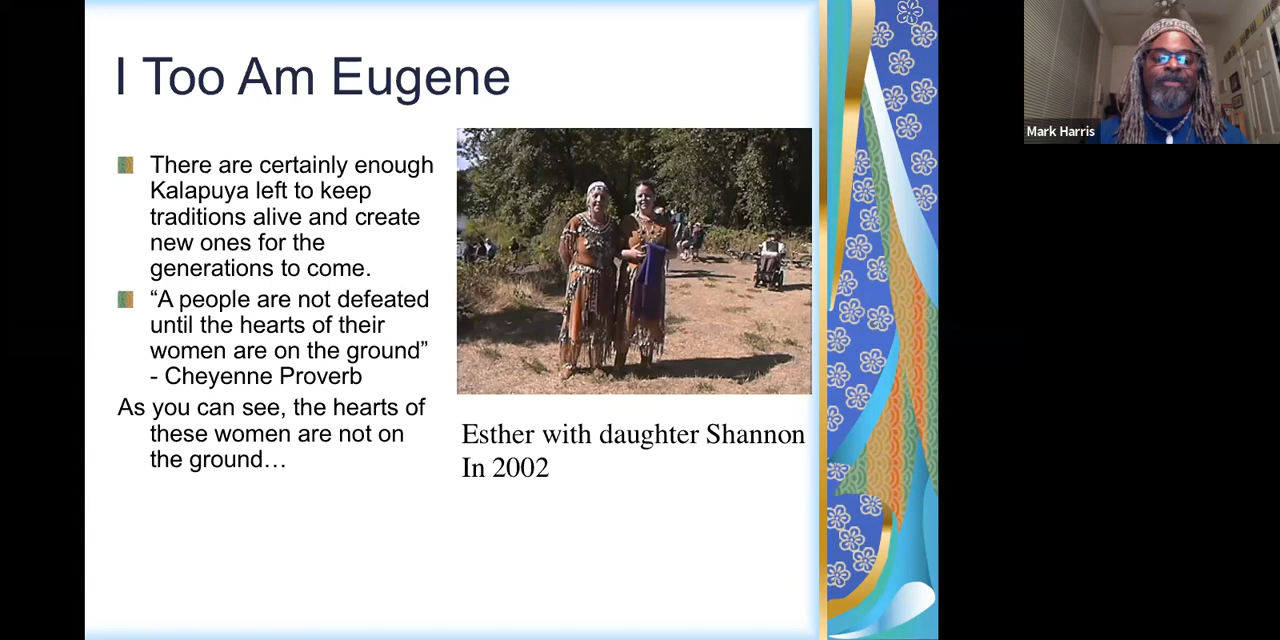 I Too Am Eugene
There are certainly enough
Kalapuya left to keep
traditions alive and create
new ones for the
generations to come.
“A people are not defeated
until the hearts of their
women are on the ground”
- Cheyenne Proverb
As you can see, the hearts of
these women are not on
the ground…
Esther with daughter Shannon
In 2002
Mark Harris